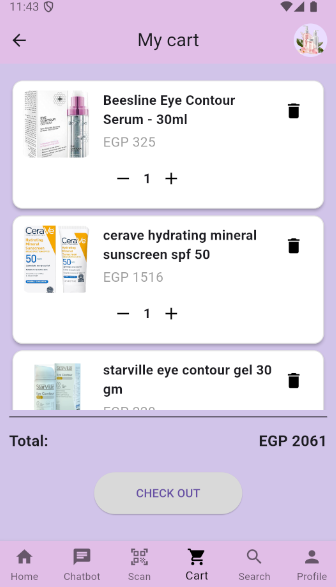 11:43
My cart
Beesline Eye Contour
Serum - 30ml
EGP 325
1
CeraVe
50
cerave hydrating mineral
sunscreen spf 50
EGP 1516
1
starville eye contour gel 30
gm
Total:
EGP 2061
CHECK OUT
Home
Chatbot
Scan
Cart
Search
Profile